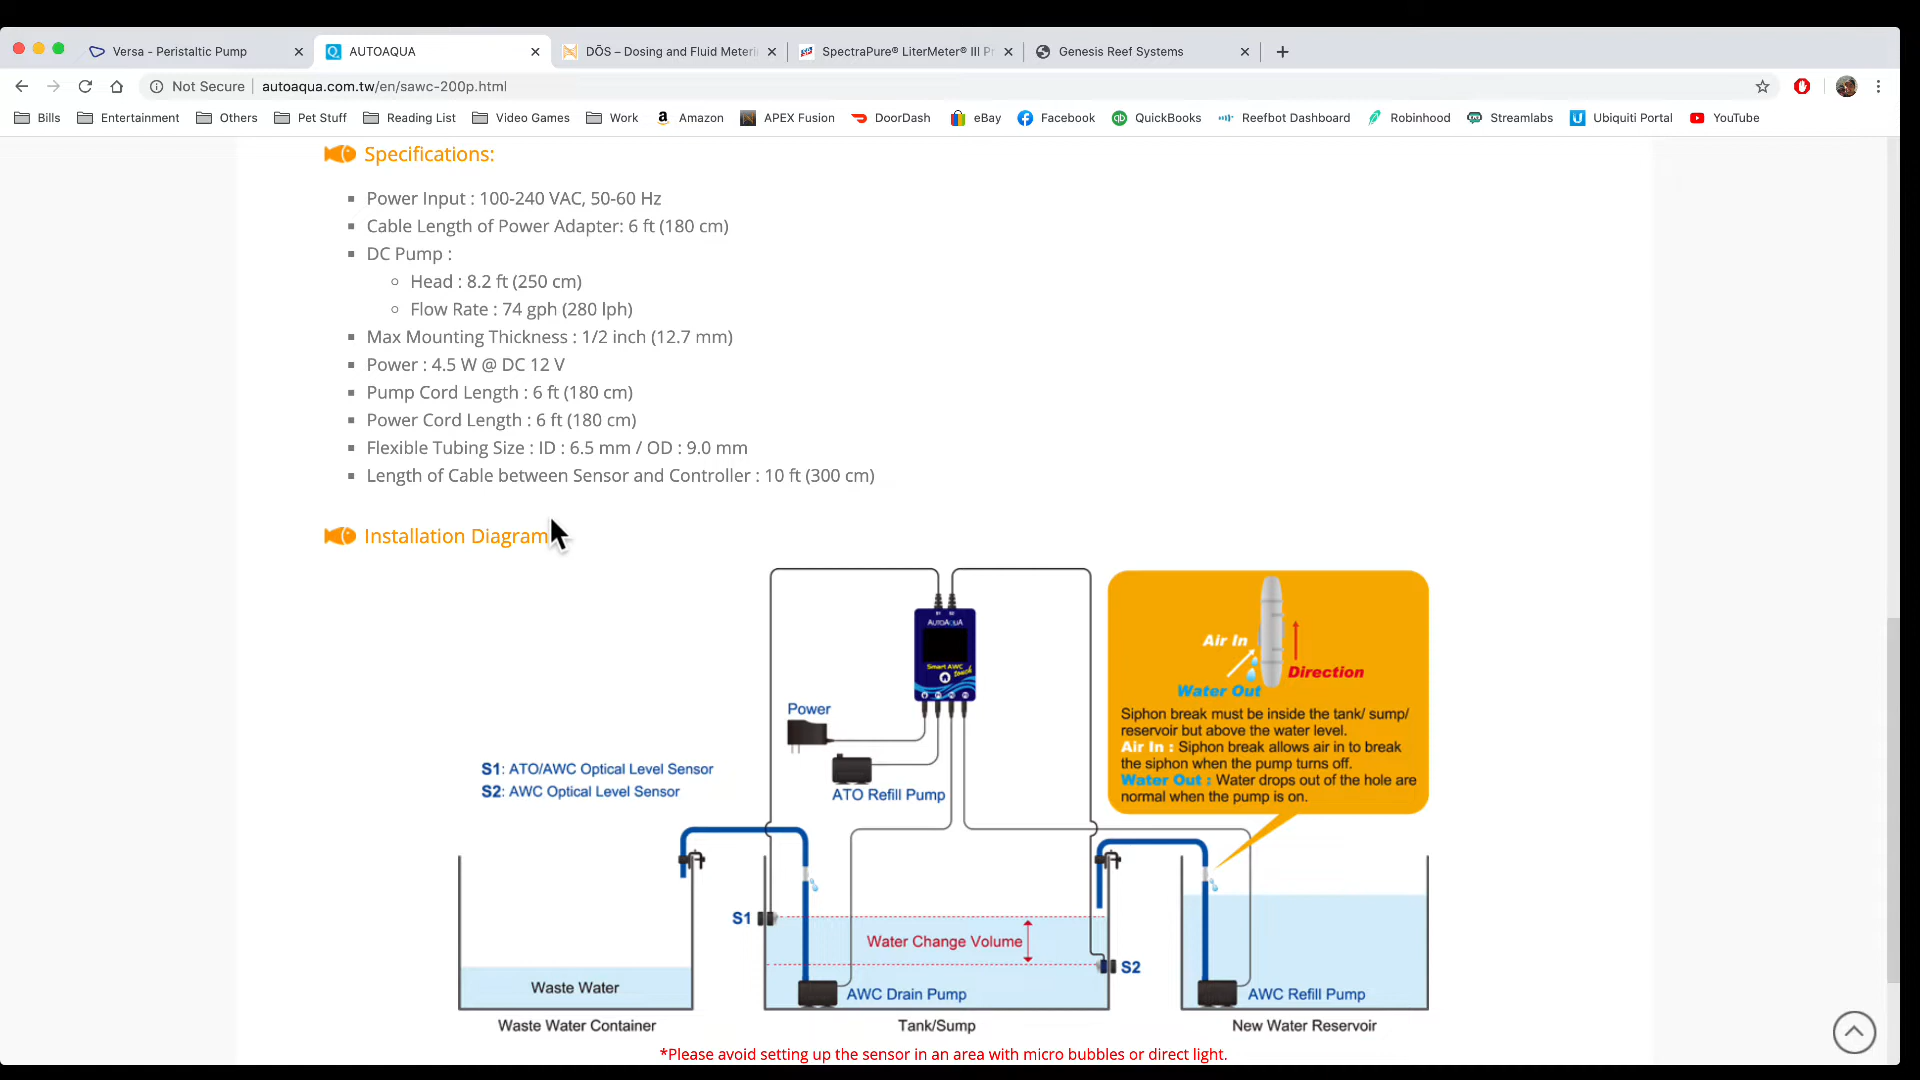 Versa - Peristaltic Pump
AUTOAQUA
DŌS – Dosing and Fluid Meteri
SpectraPure® LiterMeter® III Pr
Genesis Reef Systems
Not Secure
autoaqua.com.tw/en/sawc-200p.html
Bills
Entertainment
Others
Pet Stuff
Reading List
Video Games
Work
Amazon
APEX Fusion
DoorDash
eBay
Facebook
QuickBooks
Reefbot Dashboard
Robinhood
Streamlabs
Ubiquiti Portal
YouTube
Specifications:
Power Input : 100-240 VAC, 50-60 Hz
Cable Length of Power Adapter: 6 ft (180 cm)
DC Pump :
Head : 8.2 ft (250 cm)
Flow Rate : 74 gph (280 lph)
Max Mounting Thickness : 1/2 inch (12.7 mm)
Power : 4.5 W @ DC 12 V
Pump Cord Length : 6 ft (180 cm)
Power Cord Length : 6 ft (180 cm)
Flexible Tubing Size : ID : 6.5 mm / OD : 9.0 mm
Length of Cable between Sensor and Controller : 10 ft (300 cm)
Installation Diagram
AUTOAQUA
Smart AWC
touch
Power
ATO Refill Pump
S1: ATO/AWC Optical Level Sensor
S2: AWC Optical Level Sensor
Air In
Direction
Water Out
Siphon break must be inside the tank/ sump/
reservoir but above the water level.
Air In : Siphon break allows air in to break
the siphon when the pump turns off.
Water Out : Water drops out of the hole are
normal when the pump is on.
S1
Water Change Volume
S2
Waste Water
AWC Drain Pump
AWC Refill Pump
Waste Water Container
Tank/Sump
New Water Reservoir
*Please avoid setting up the sensor in an area with micro bubbles or direct light.